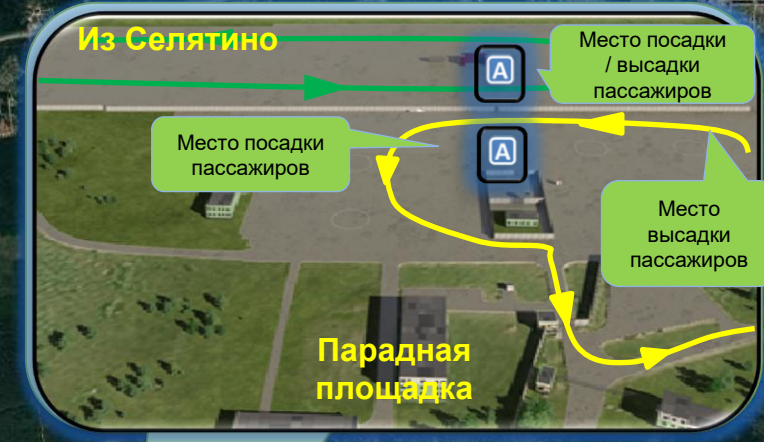 Из Селятино
Место посадки
/ высадки
пассажиров
А
Место посадки
пассажиров
А
Место
высадки
пассажиров
Парадная
площадка